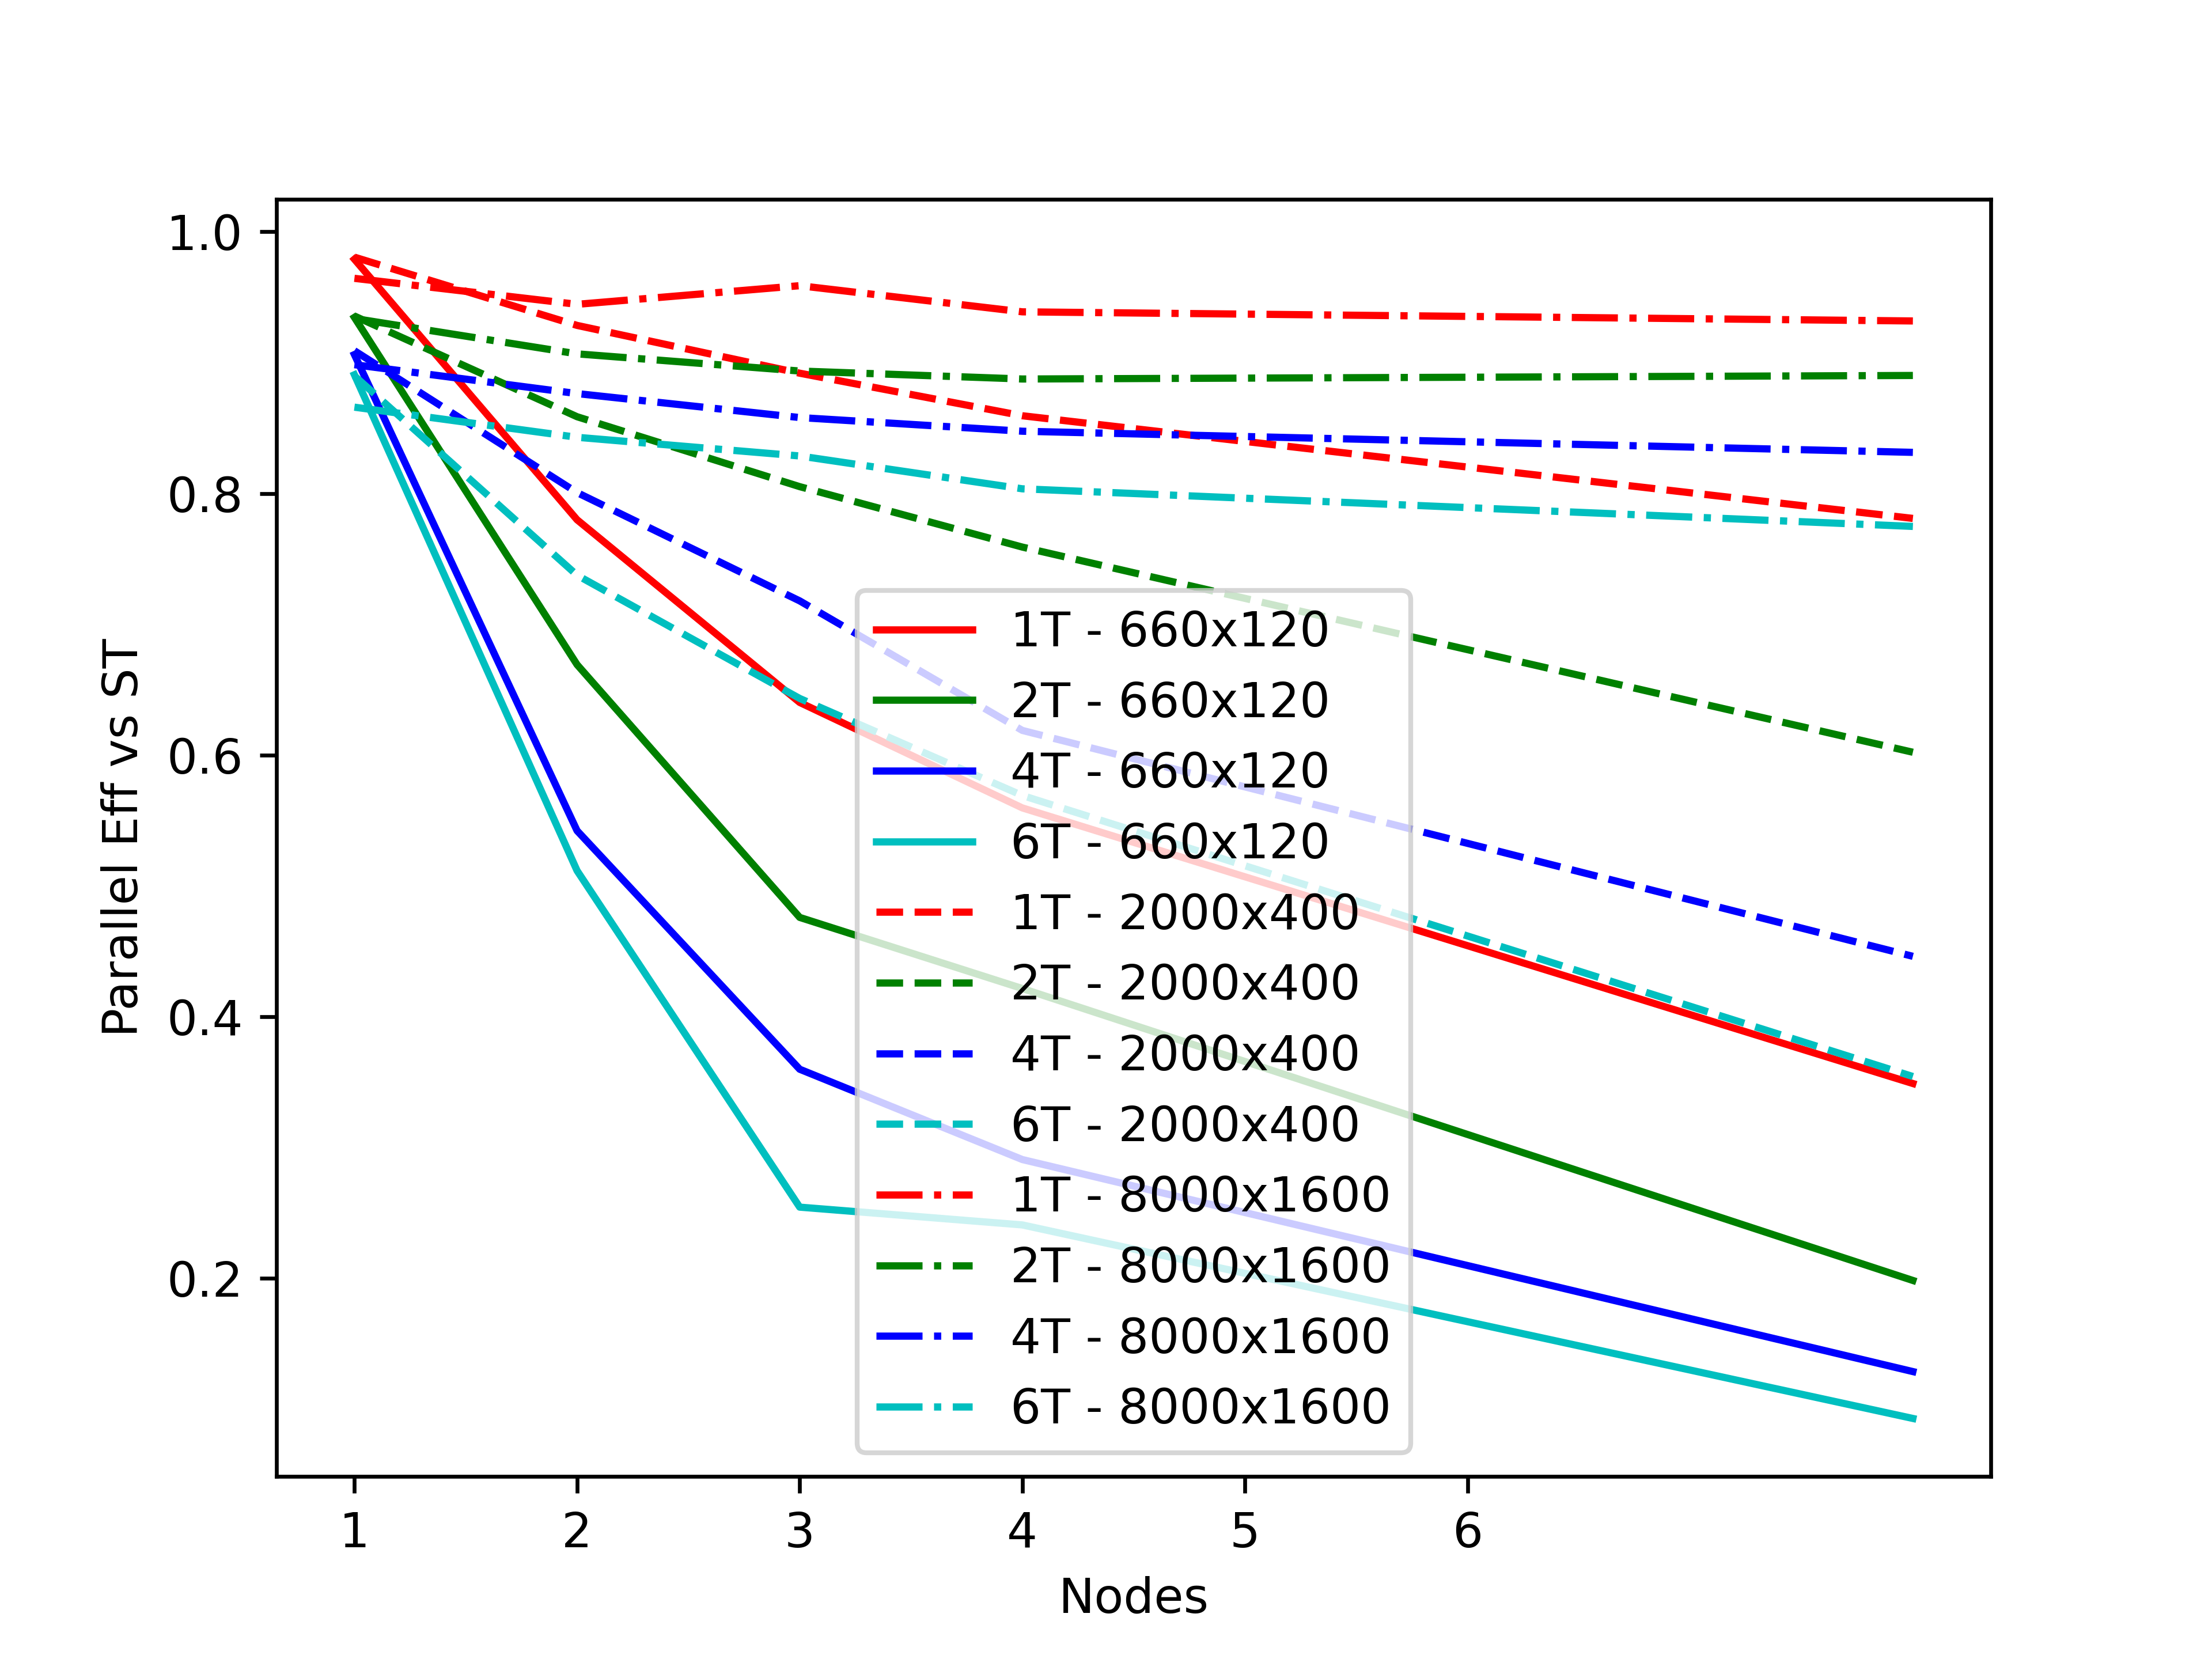 1.0
0.8
0.6
0.4
0.2
Parallel Eff vs ST
1T - 660x120
2T - 660x120
4T - 660x120
6T - 660x120
1T - 2000x400
2T - 2000x400
4T - 2000x400
6T - 2000x400
1T - 8000x1600
2T - 8000x1600
4T - 8000x1600
6T - 8000x1600
1 2 3 4 5 6
Nodes